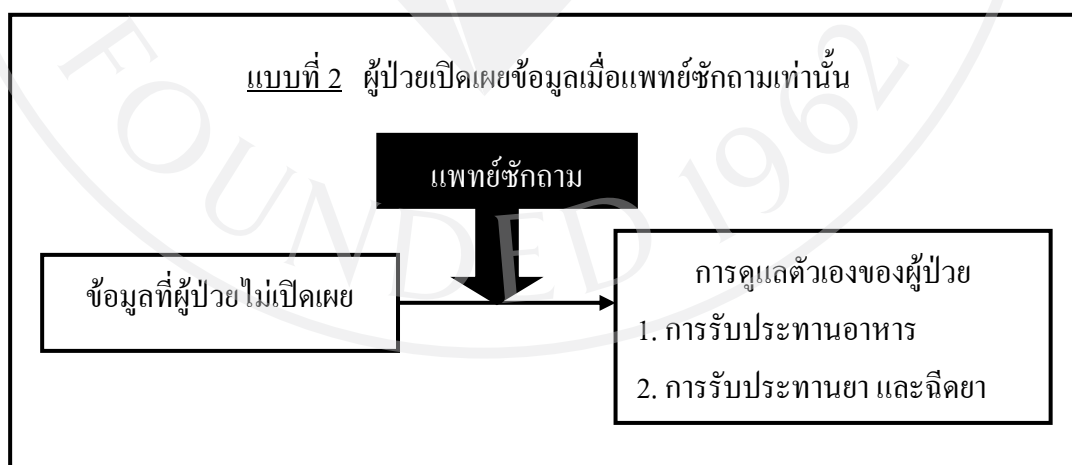 แบบที่ 2 ผู้ป่วยเปิดเผยข้อมูลเมื่อแพทย์ซักถามเท่านั้น
แพทย์ซักถาม
ข้อมูลที่ผู้ป่วยไม่เปิดเผย
การดูแลตัวเองของผู้ป่วย
1. การรับประทานอาหาร
2. การรับประทานยา และฉีดยา
FOUNDED 1962